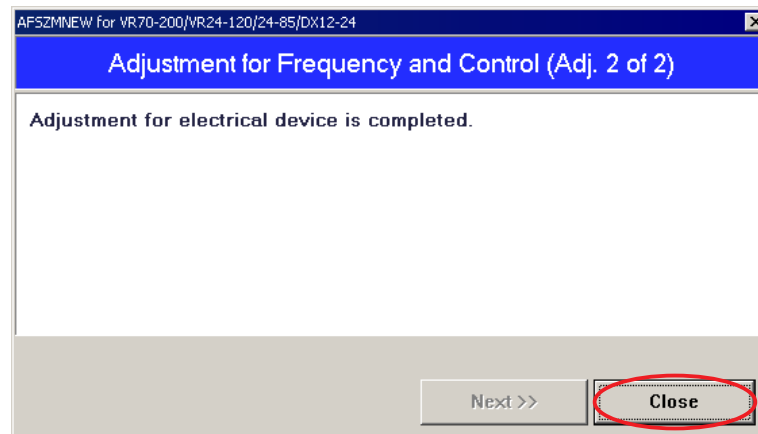 AFSZMNEW for VR70-200/VR24-120/24-85/DX12-24
Adjustment for Frequency and Control (Adj. 2 of 2)
Adjustment for electrical device is completed.
Next >>
Close